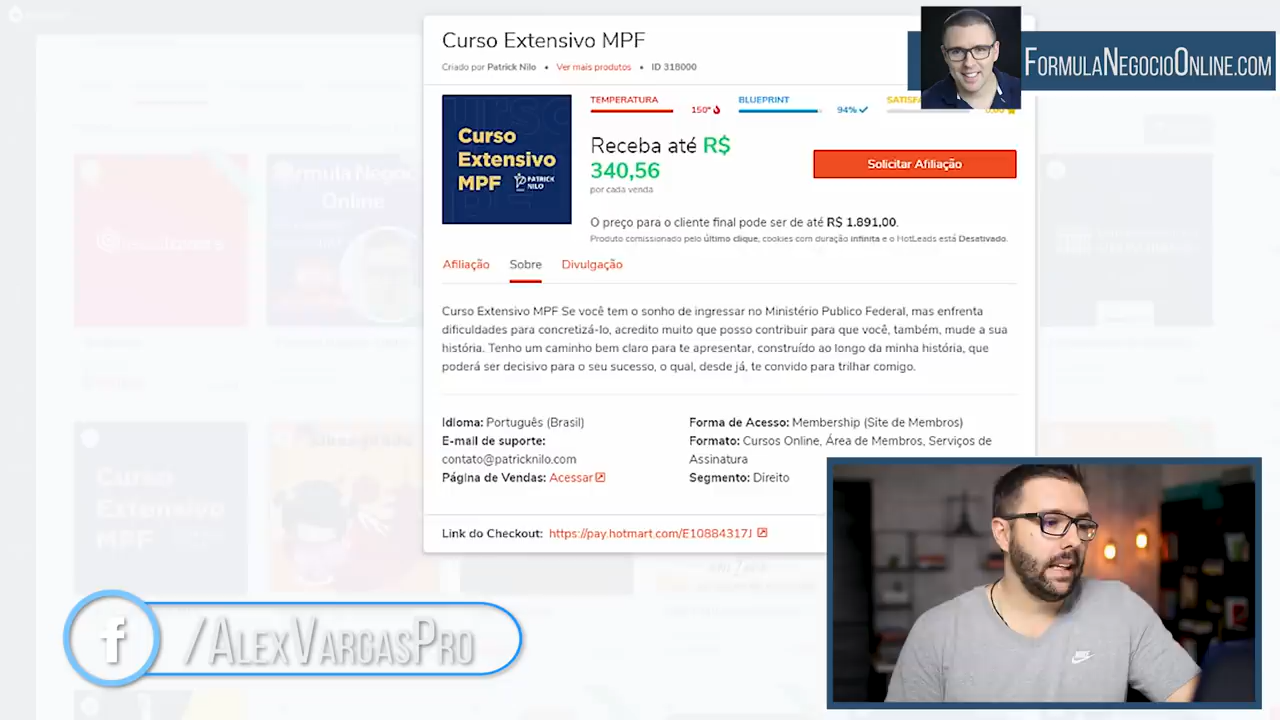 Curso Extensivo MPF
Criado por Patrick Nilo • Ver mais produtos • ID 318000
FORMULANEGOCIOONLINE.COM
Curso
Extensivo
MPF
PATRICK
NILO
TEMPERATURA
150°
BLUEPRINT
94%
Receba até R$
340,56
por cada venda
Solicitar Afiliação
O preço para o cliente final pode ser de até R$ 1.891,00.
Produto comissionado pelo último clique, cookies com duração infinita e o HotLeads está Desativado.
Afiliação Sobre Divulgação
Curso Extensivo MPF Se você tem o sonho de ingressar no Ministério Publico Federal, mas enfrenta
dificuldades para concretizá-lo, acredito muito que posso contribuir para que você, também, mude a sua
história. Tenho um caminho bem claro para te apresentar, construído ao longo da minha história, que
poderá ser decisivo para o seu sucesso, o qual, desde já, te convido para trilhar comigo.
Idioma: Português (Brasil)
E-mail de suporte:
contato@patricknilo.com
Página de Vendas: Acessar
Forma de Acesso: Membership (Site de Membros)
Formato: Cursos Online, Área de Membros, Serviços de
Assinatura
Segmento: Direito
Link do Checkout: https://pay.hotmart.com/E10884317J
Curso
Extensivo
MPF
f /ALEXVARGASPRO